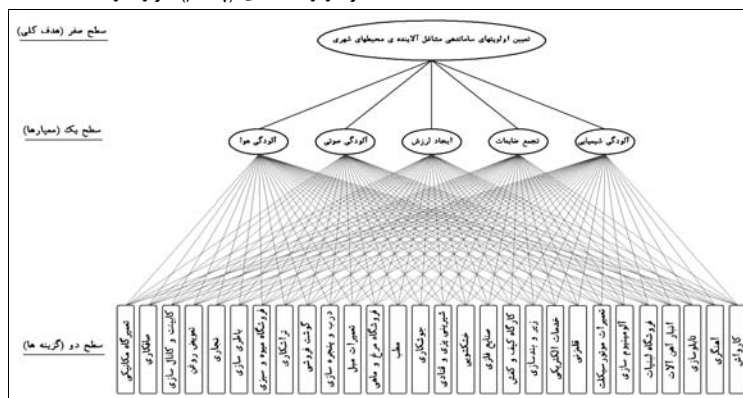 سطح صفر (هدف کلی)
تعیین اولویتهای ساماندهی مشاغل آلاینده ی محیطهای شهری
سطح یک (معیارها)
آلودگی شیمیایی
تجمع ضایعات
ایجاد لرزش
آلودگی صوتی
آلودگی هوا
سطح دو (گزینه ها)
کارواش
تابلوسازی
آهنگری
انبار آهن آلات
فروشگاه لبنیات
آلومینیوم سازی
تعمیرات موتورسیکلت
قلزنی
خدمات الکتریکی
زیر و بندسازی
کارگاه کیف و کفش
صنایع فلزی
خشکشویی
شیرینی پزی و قنادی
جوشکاری
مطب
فروشگاه مرغ و ماهی
تعمیرات مبل
درب و پنجره سازی
گوشت فروشی
تراشکاری
فروشگاه میوه و سبزی
باطری سازی
نجاری
تعویض روغن
کابینت و کانال سازی
صافکاری
تعمیرگاه مکانیکی